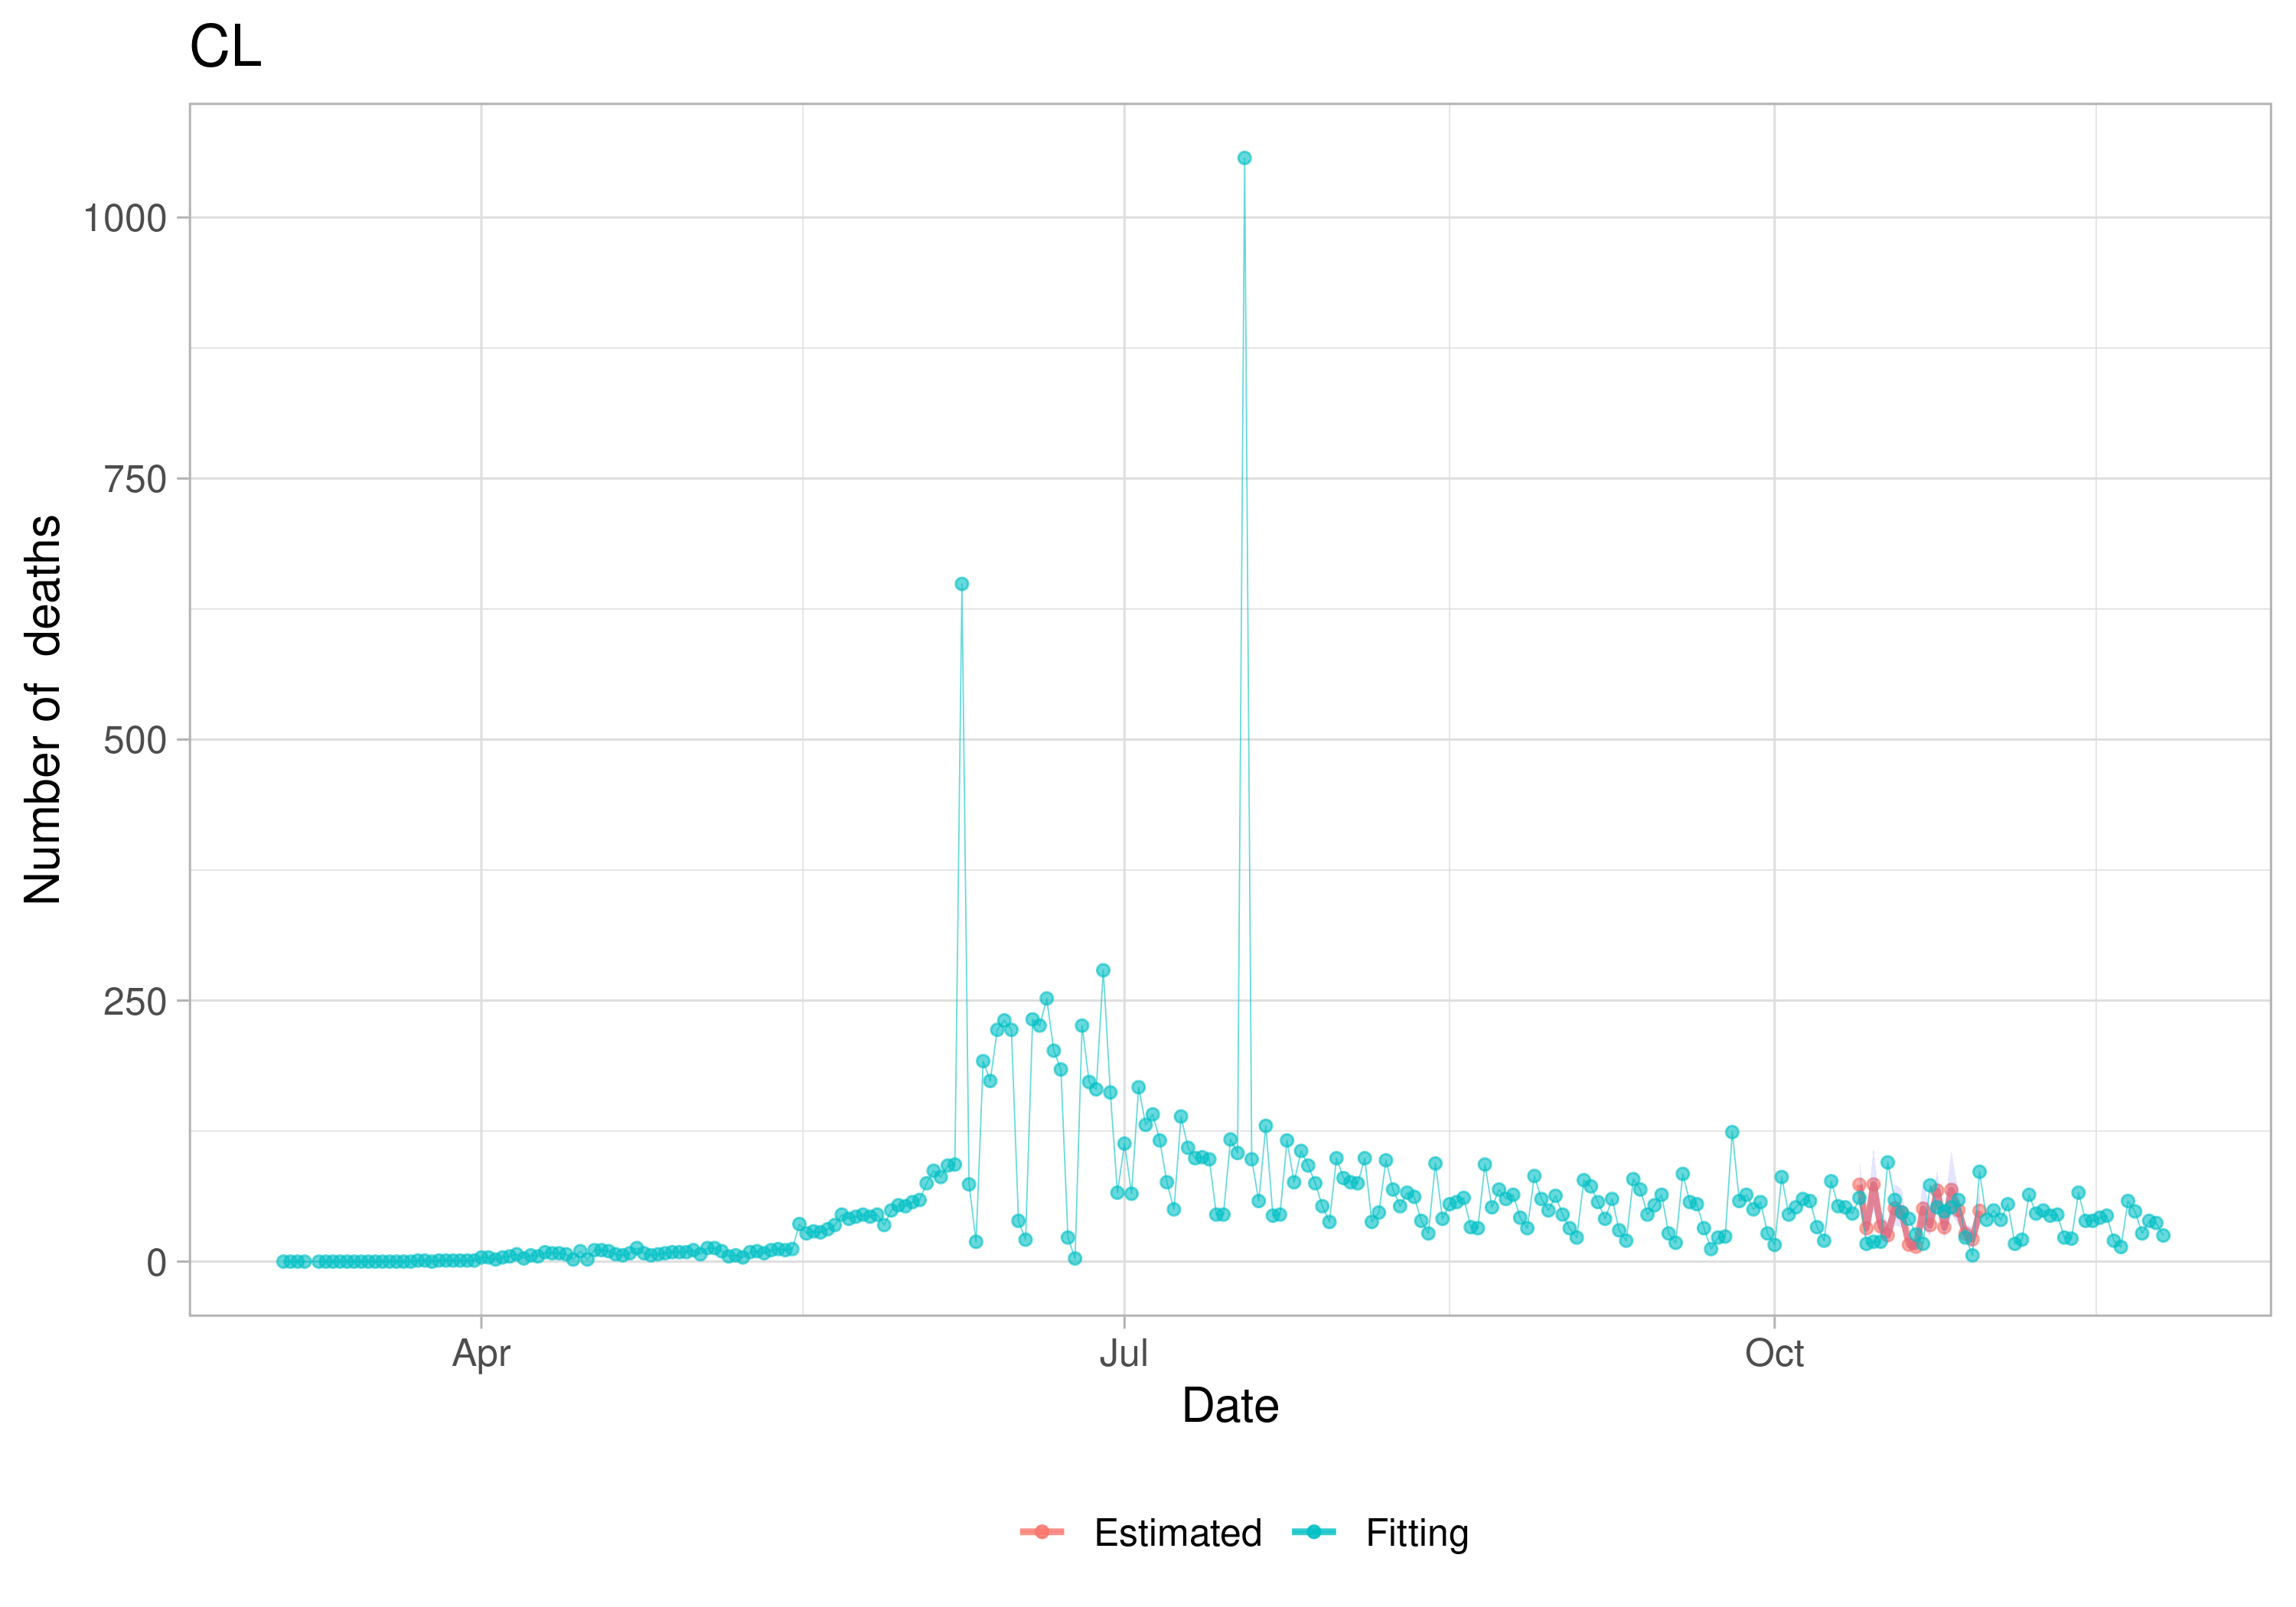 CL
1000
750
500
250
0
Number of  deaths
Apr
Jul
Oct
Date
Estimated
Fitting